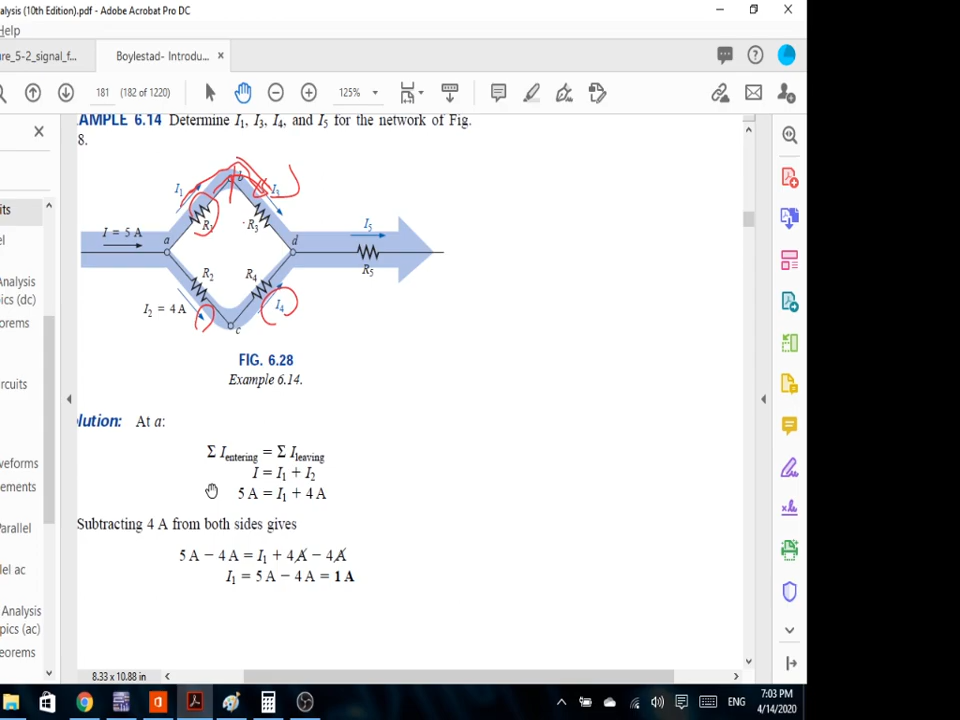 alysis (10th Edition).pdf - Adobe Acrobat Pro DC
Help
re_5-2_signal_f...
Boylestad- Introdu...
181 (182 of 1220)
125%
AMPLE 6.14 Determine I₁, I₃, I₄, and I₅ for the network of Fig.
8.
I₁
b
I₃
R₁
R₃
I = 5 A
a
d
I₅
R₅
R₂
R₄
I₂ = 4 A
I₄
c
FIG. 6.28
Example 6.14.
lution: At a:
Σ Ientering = Σ Ileaving
I = I₁ + I₂
5 A = I₁ + 4 A
Subtracting 4 A from both sides gives
5 A − 4 A = I₁ + 4 A − 4 A
I₁ = 5 A − 4 A = 1 A
its
Analysis
pics (dc)
eorems
rcuits
veforms
ements
Parallel
lel ac
Analysis
pics (ac)
eorems
8.33 x 10.88 in
ENG
7:03 PM
4/14/2020